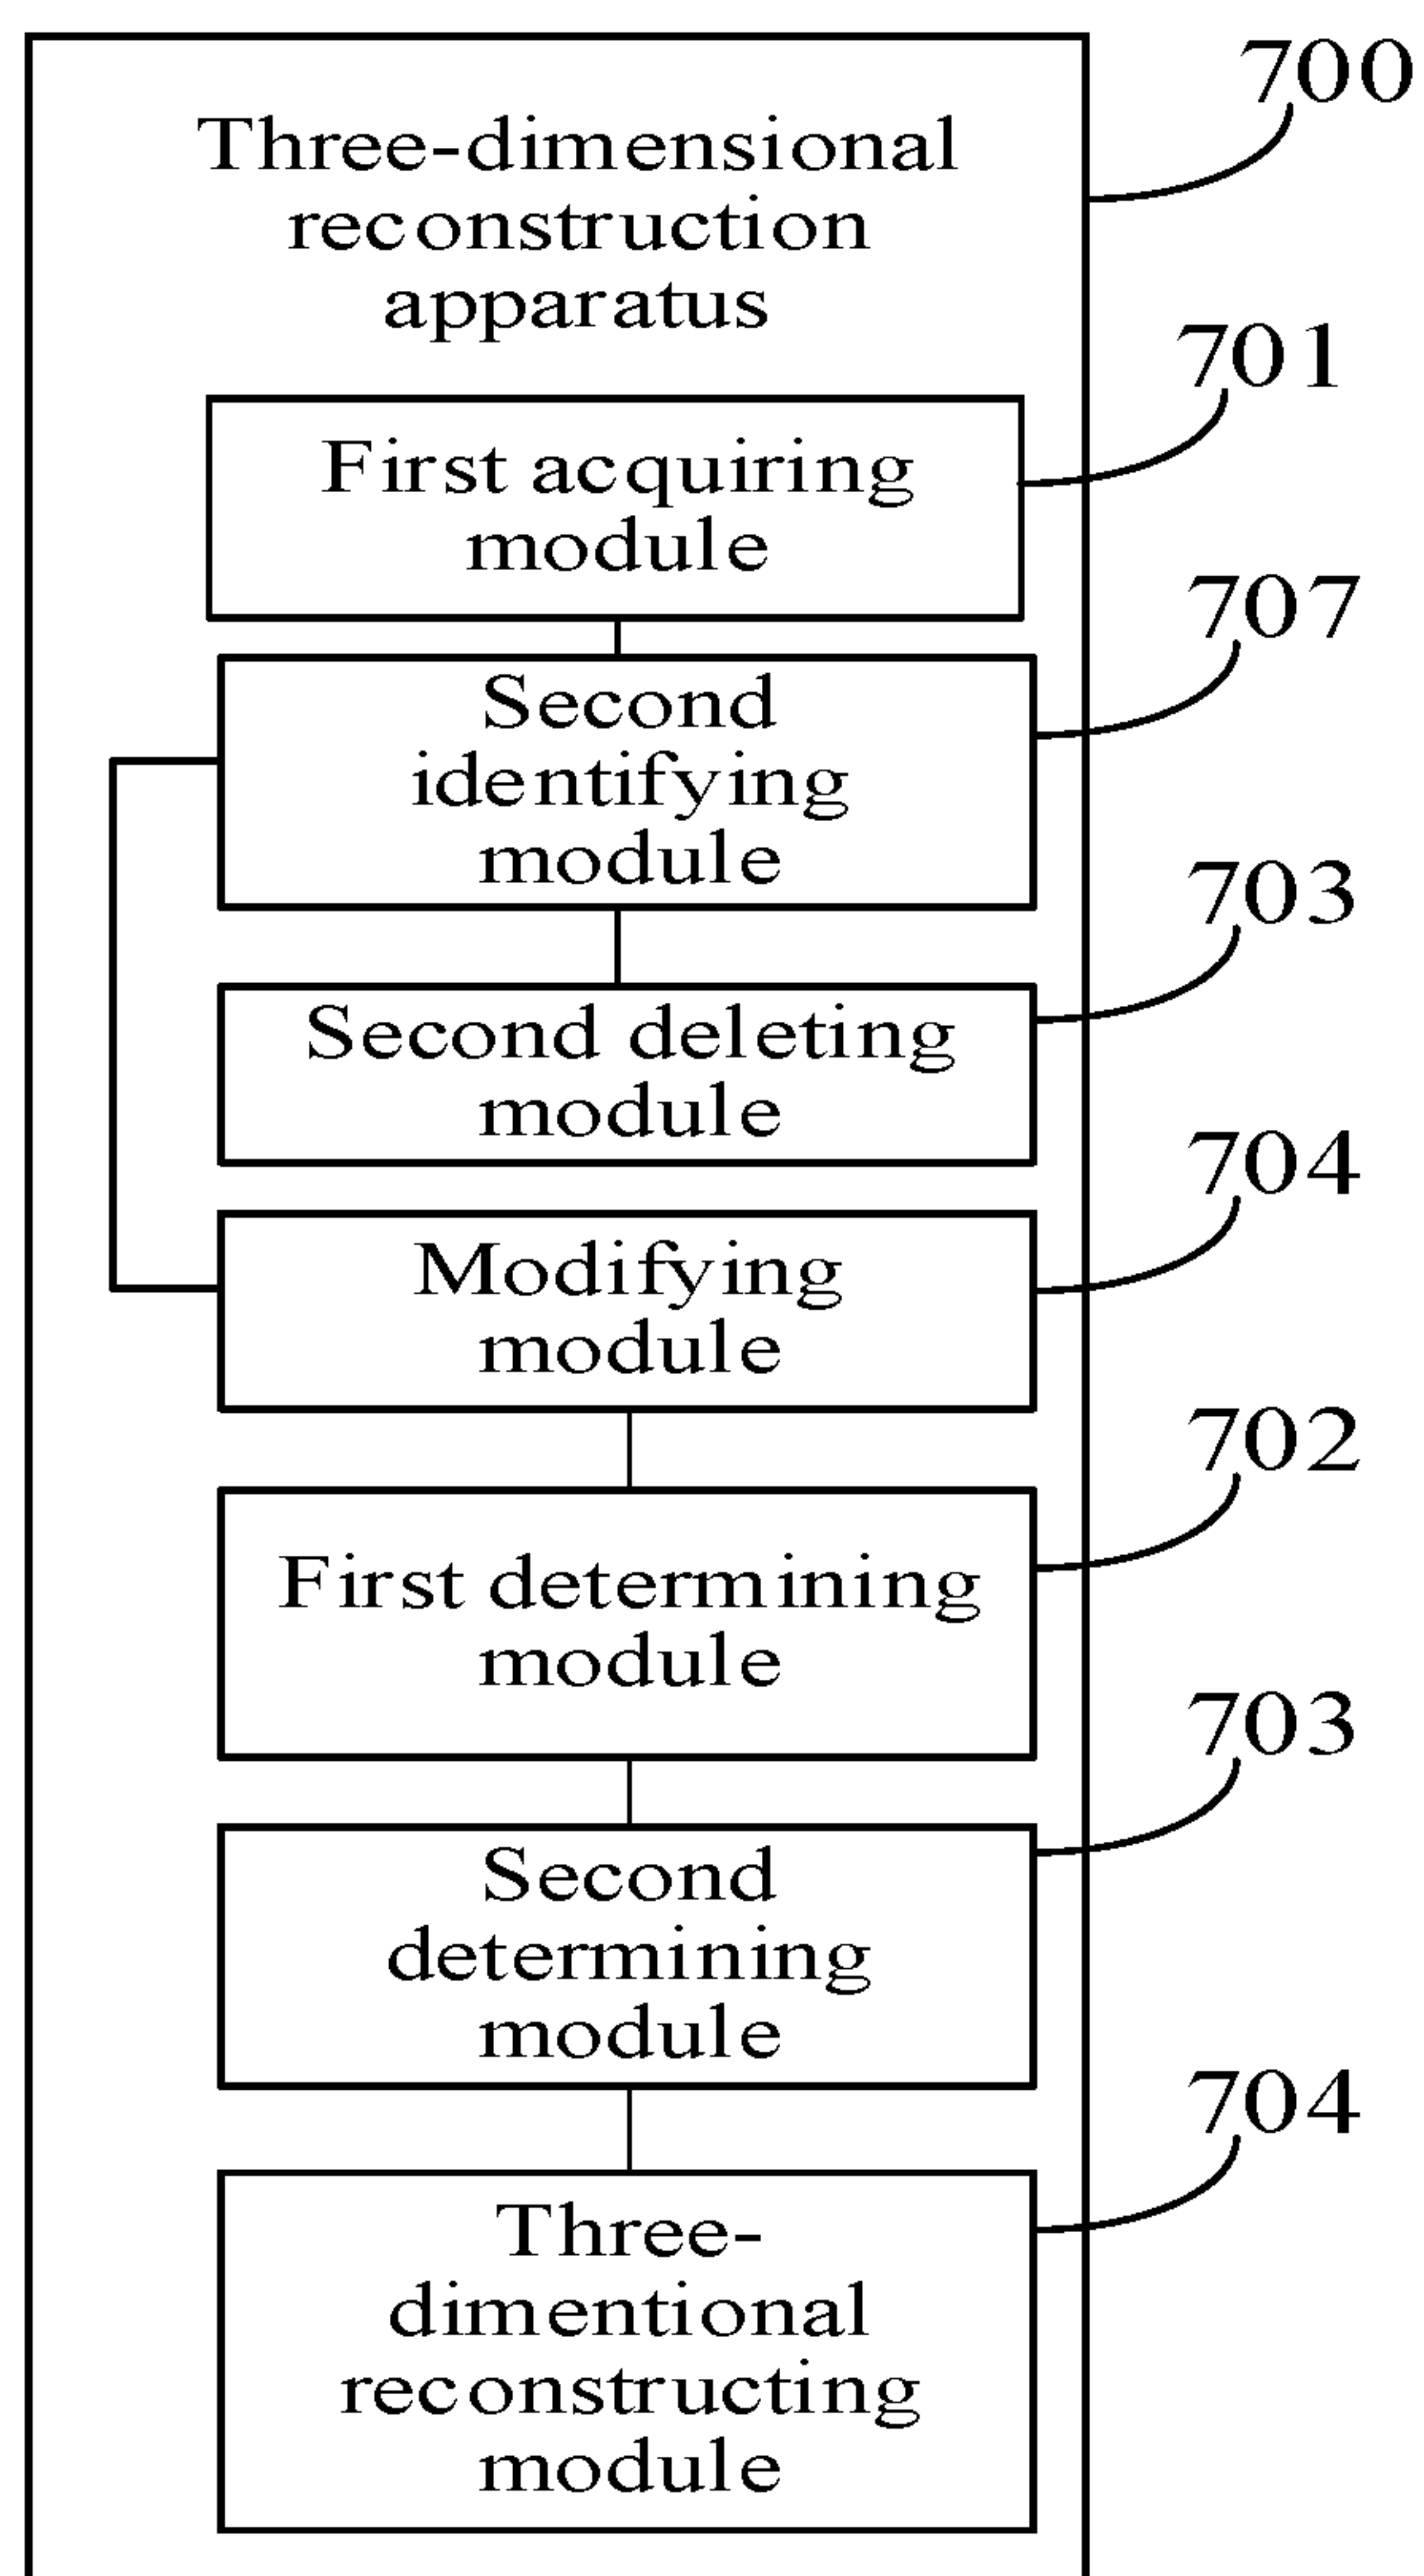 700
Three-dimensional
reconstruction
apparatus
701
First acquiring
module
707
Second
identifying
module
703
Second deleting
module
704
Modifying
module
702
First determining
module
703
Second
determining
module
704
Three-
dimentional
reconstructing
module